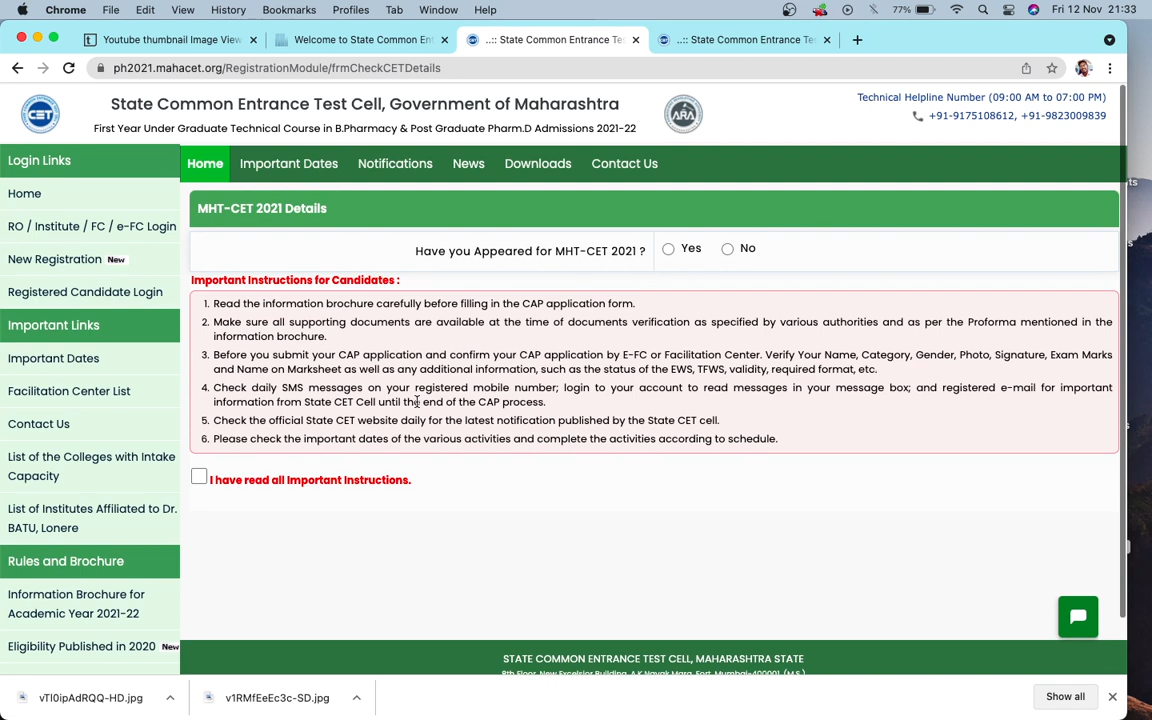 Chrome File Edit View History Bookmarks Profiles Tab Window Help 77% Fri 12 Nov 21:33
Youtube thumbnail Image View Welcome to State Common Ent ..:: State Common Entrance Tes ..:: State Common Entrance Tes
ph2021.mahacet.org/RegistrationModule/frmCheckCETDetails
CET
State Common Entrance Test Cell, Government of Maharashtra
First Year Under Graduate Technical Course in B.Pharmacy & Post Graduate Pharm.D Admissions 2021-22
ARA
Technical Helpline Number (09:00 AM to 07:00 PM)
+91-9175108612, +91-9823009839
Home Important Dates Notifications News Downloads Contact Us
Login Links
Home
RO / Institute / FC / e-FC Login
New Registration New
Registered Candidate Login
Important Links
Important Dates
Facilitation Center List
Contact Us
List of the Colleges with Intake
Capacity
List of Institutes Affiliated to Dr.
BATU, Lonere
Rules and Brochure
Information Brochure for
Academic Year 2021-22
Eligibility Published in 2020 New
MHT-CET 2021 Details
Have you Appeared for MHT-CET 2021 ? Yes No
Important Instructions for Candidates :
1. Read the information brochure carefully before filling in the CAP application form.
2. Make sure all supporting documents are available at the time of documents verification as specified by various authorities and as per the Proforma mentioned in the
information brochure.
3. Before you submit your CAP application and confirm your CAP application by E-FC or Facilitation Center. Verify Your Name, Category, Gender, Photo, Signature, Exam Marks
and Name on Marksheet as well as any additional information, such as the status of the EWS, TFWS, validity, required format, etc.
4. Check daily SMS messages on your registered mobile number; login to your account to read messages in your message box; and registered e-mail for important
information from State CET Cell until the end of the CAP process.
5. Check the official State CET website daily for the latest notification published by the State CET cell.
6. Please check the important dates of the various activities and complete the activities according to schedule.
I have read all Important Instructions.
STATE COMMON ENTRANCE TEST CELL, MAHARASHTRA STATE
8th Floor, New Excelsior Building, A.K.Nayak Marg, Fort, Mumbai-400001. (M.S.)
vTI0ipAdRQQ-HD.jpg v1RMfEeEc3c-SD.jpg Show all